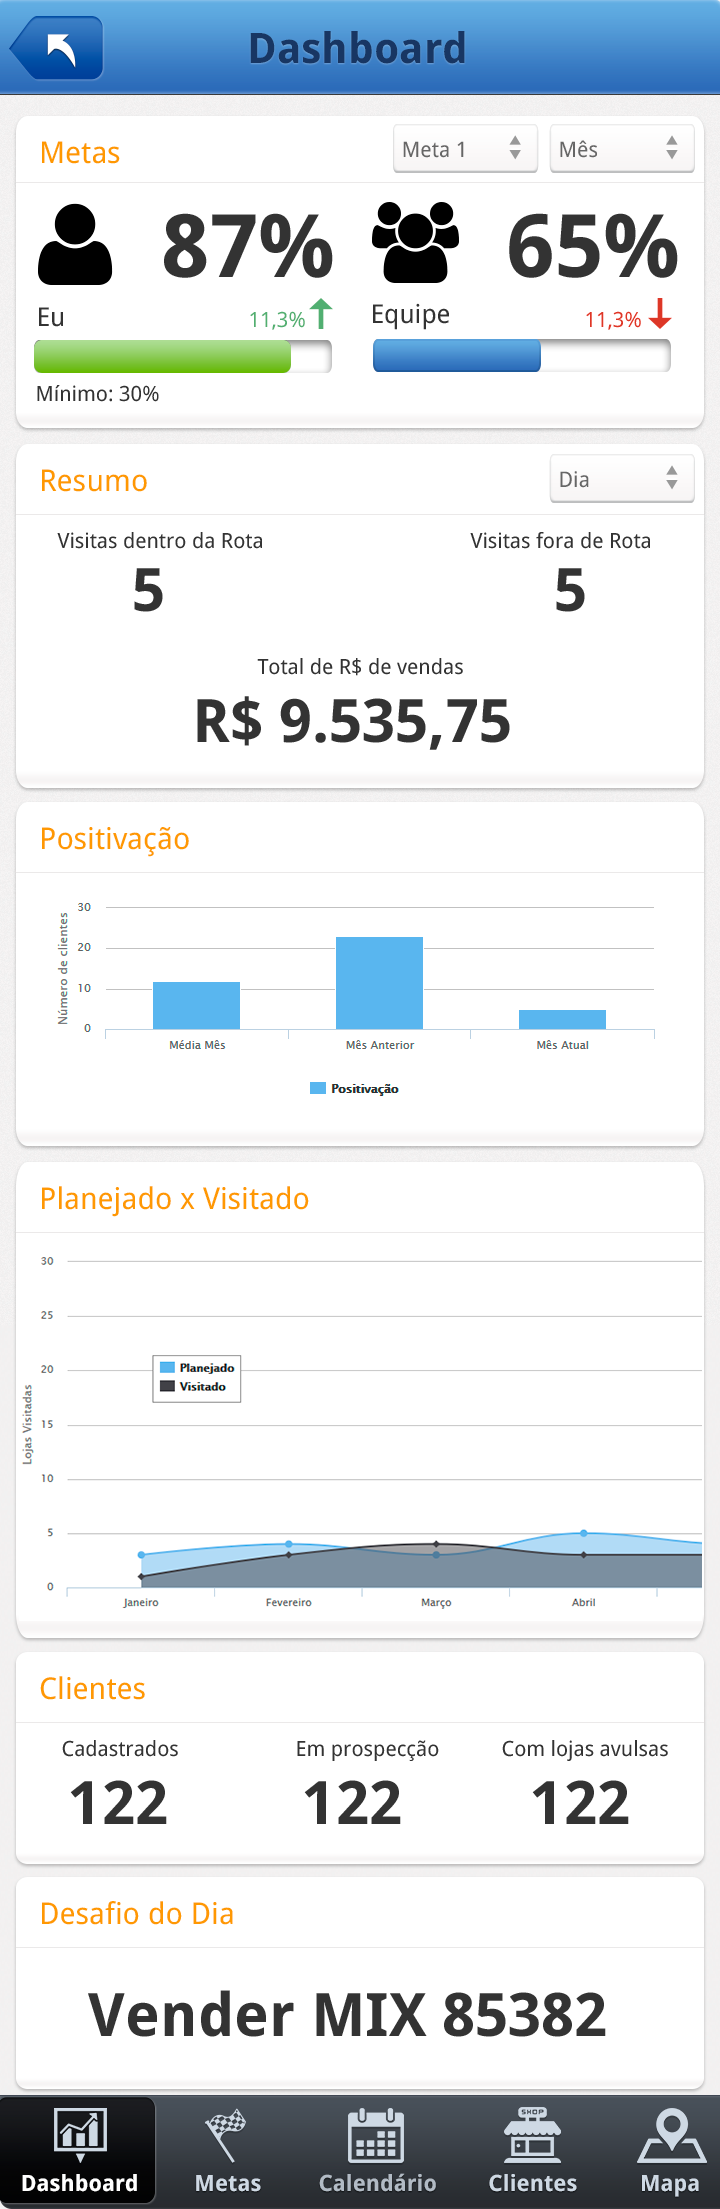 Dashboard
Metas
Meta 1
Mês
87%
65%
Eu
11,3%
Equipe
11,3%
Mínimo: 30%
Resumo
Dia
Visitas dentro da Rota
Visitas fora de Rota
5
5
Total de R$ de vendas
R$ 9.535,75
Positivação
Número de clientes
30
20
10
0
Média Mês
Mês Anterior
Mês Atual
Positivação
Planejado x Visitado
Lojas Visitadas
30
25
20
15
10
5
0
Planejado
Visitado
Janeiro
Fevereiro
Março
Abril
Clientes
Cadastrados
Em prospecção
Com lojas avulsas
122
122
122
Desafio do Dia
Vender MIX 85382
SHOP
Dashboard
Metas
Calendário
Clientes
Mapa